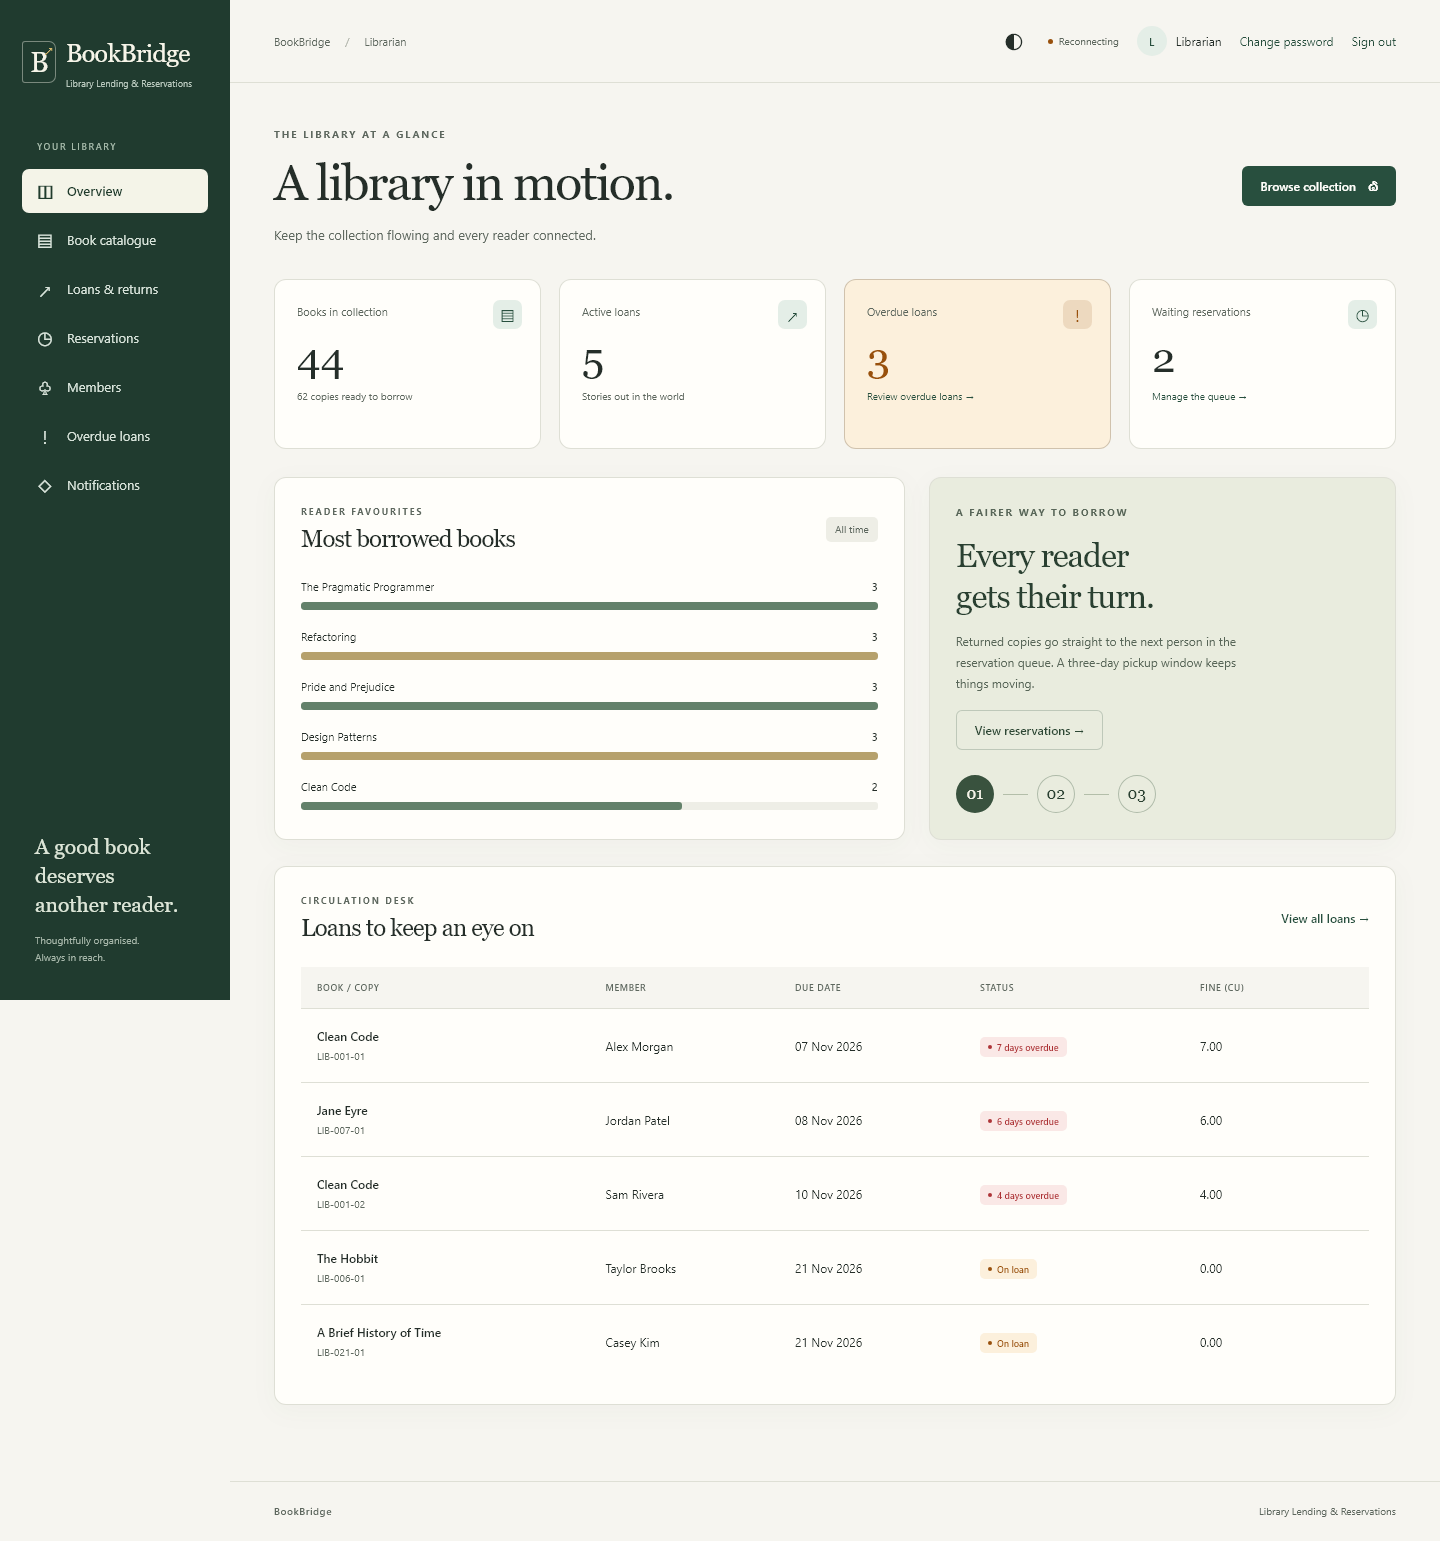 B
BookBridge
Library Lending & Reservations
YOUR LIBRARY
Overview
Book catalogue
Loans & returns
Reservations
Members
! Overdue loans
Notifications
A good book
deserves
another reader.
Thoughtfully organised.
Always in reach.
BookBridge / Librarian
Reconnecting
L Librarian
Change password
Sign out
THE LIBRARY AT A GLANCE
A library in motion.
Keep the collection flowing and every reader connected.
Browse collection
Books in collection
44
62 copies ready to borrow
Active loans
↗
5
Stories out in the world
Overdue loans
!
3
Review overdue loans →
Waiting reservations
2
Manage the queue →
READER FAVOURITES
Most borrowed books
All time
The Pragmatic Programmer 3
Refactoring 3
Pride and Prejudice 3
Design Patterns 3
Clean Code 2
A FAIRER WAY TO BORROW
Every reader
gets their turn.
Returned copies go straight to the next person in the
reservation queue. A three-day pickup window keeps
things moving.
View reservations →
01 02 03
CIRCULATION DESK
Loans to keep an eye on
View all loans →
BOOK / COPY MEMBER DUE DATE STATUS FINE (CU)
Clean Code
LIB-001-01
Alex Morgan 07 Nov 2026 7 days overdue 7.00
Jane Eyre
LIB-007-01
Jordan Patel 08 Nov 2026 6 days overdue 6.00
Clean Code
LIB-001-02
Sam Rivera 10 Nov 2026 4 days overdue 4.00
The Hobbit
LIB-006-01
Taylor Brooks 21 Nov 2026 On loan 0.00
A Brief History of Time
LIB-021-01
Casey Kim 21 Nov 2026 On loan 0.00
BookBridge
Library Lending & Reservations